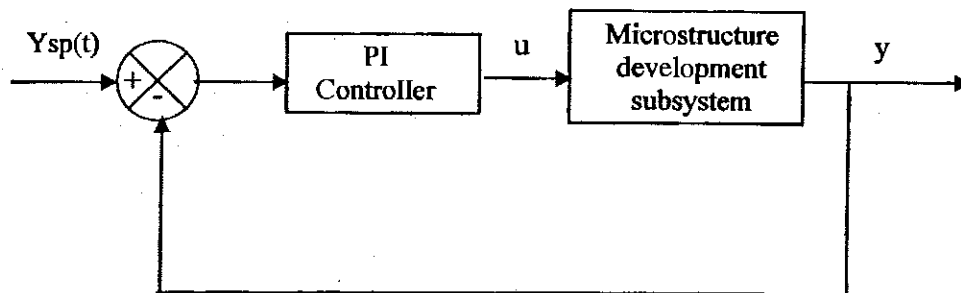 Ysp(t)
+
-
PI
Controller
u
Microstructure
development
subsystem
y